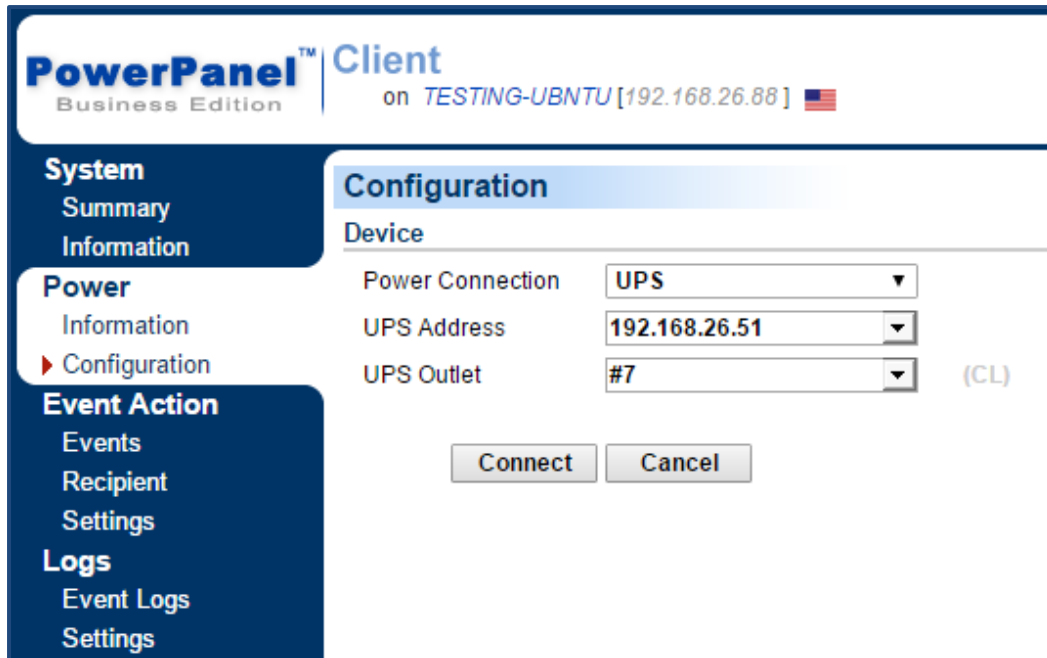 PowerPanel™
Business Edition
Client
on TESTING-UBNTU [192.168.26.88]
System
Summary
Information
Power
Information
Configuration
Event Action
Events
Recipient
Settings
Logs
Event Logs
Settings
Configuration
Device
Power Connection UPS
UPS Address 192.168.26.51
UPS Outlet #7 (CL)
Connect Cancel